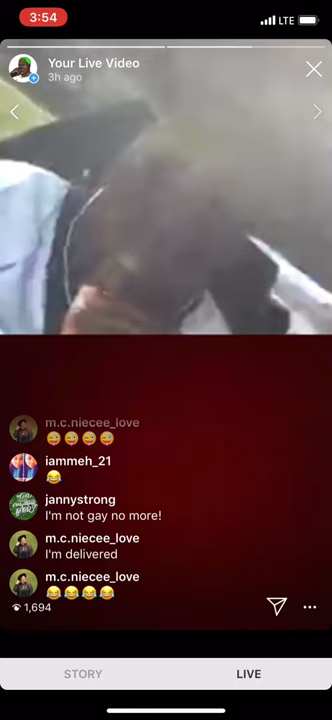 3:54
LTE
Your Live Video
3h ago
m.c.niecee_love
😜😜😜😜
iammeh_21
😂
jannystrong
I'm not gay no more!
m.c.niecee_love
I'm delivered
m.c.niecee_love
😂😂😂😂
1,694
STORY
LIVE